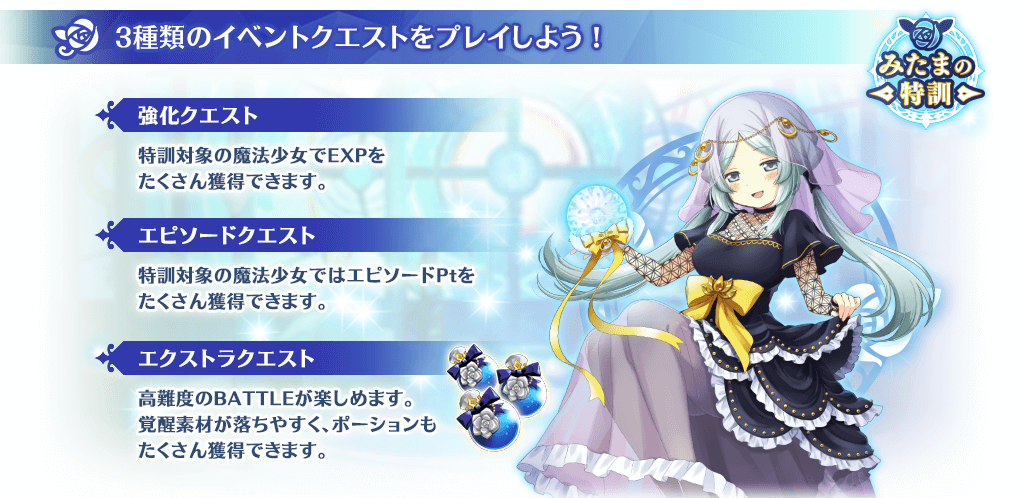 3種類のイベントクエストをプレイしよう！
みたまの
特訓
強化クエスト
特訓対象の魔法少女でEXPを
たくさん獲得できます。
エピソードクエスト
特訓対象の魔法少女ではエピソードPtを
たくさん獲得できます。
エクストラクエスト
高難度のBATTLEが楽しめます。
覚醒素材が落ちやすく、ポーションも
たくさん獲得できます。